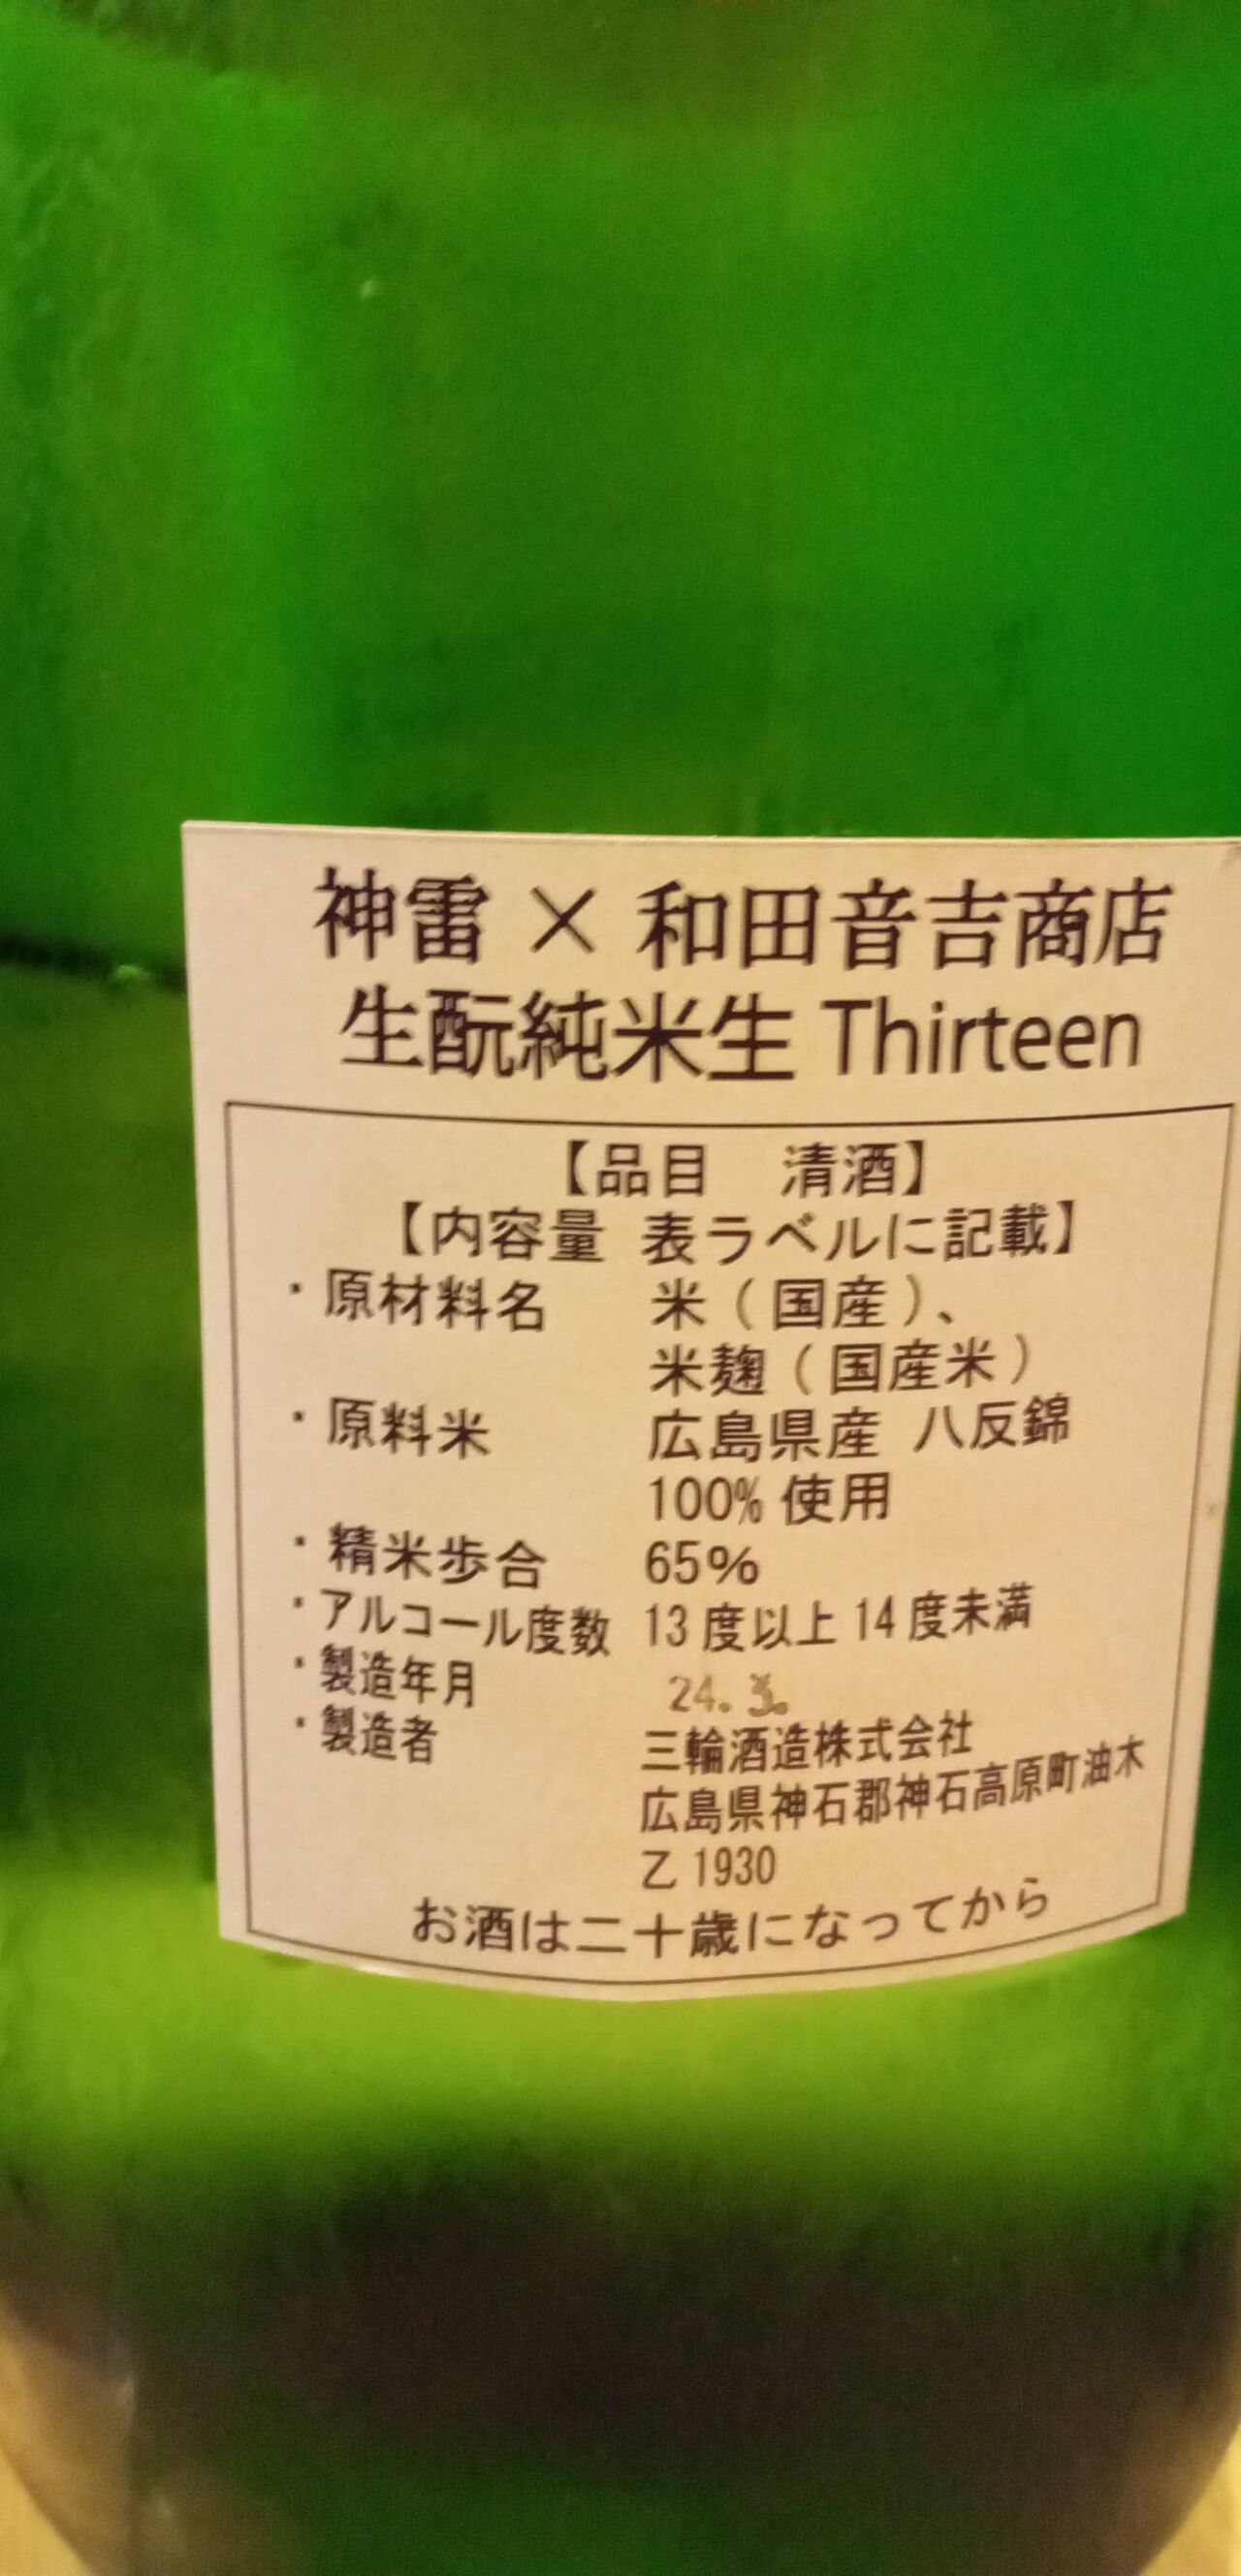 神雷 × 和田音吉商店
生酛純米生 Thirteen
【品目　清酒】
【内容量 表ラベルに記載】
・原材料名　米（国産）、
米麹（国産米）
・原料米　広島県産 八反錦
100% 使用
・精米歩合　65%
・アルコール度数 13 度以上 14 度未満
・製造年月　24.
・製造者　三輪酒造株式会社
広島県神石郡神石高原町油木
乙 1930
お酒は二十歳になってから